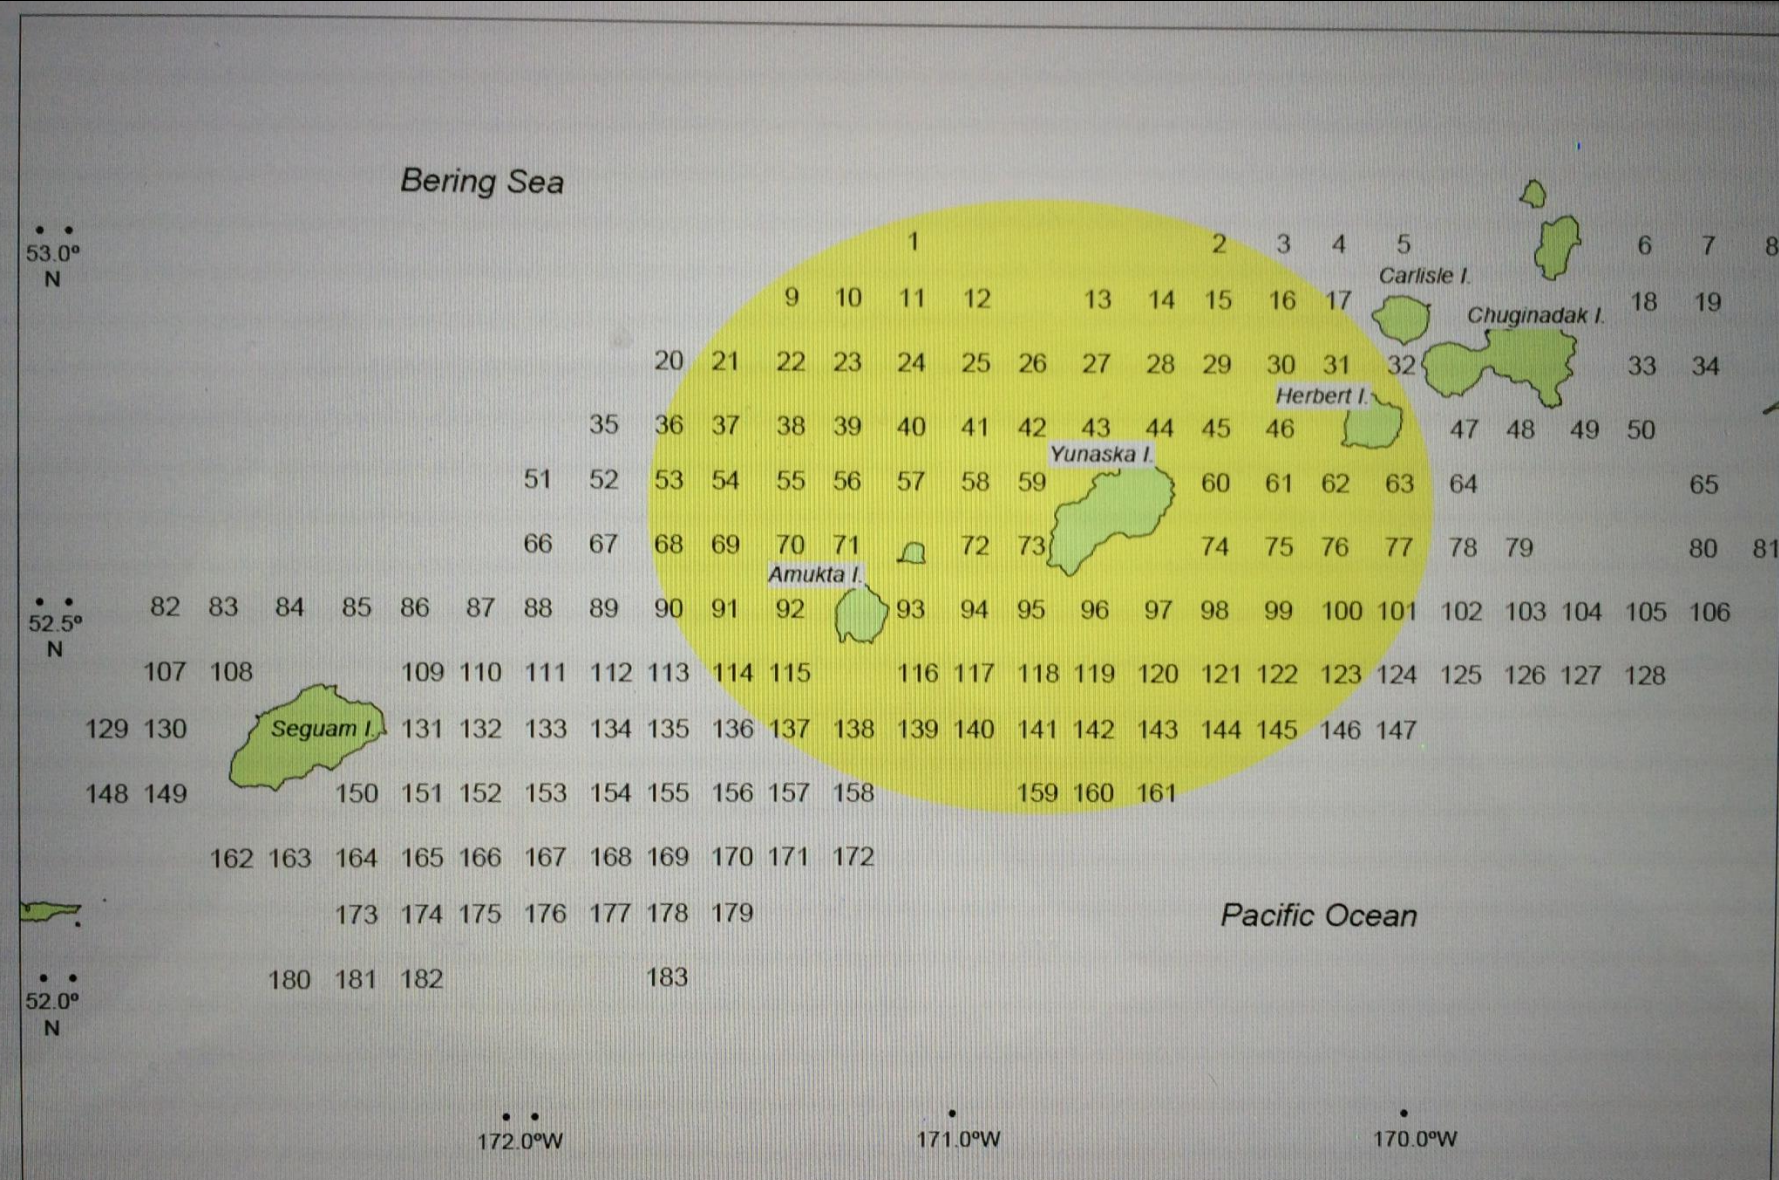 Bering Sea
53.0º
N
1 2 3 4 5 6 7 8
Carlisle I.
9 10 11 12 13 14 15 16 17 18 19
Chuginadak I.
20 21 22 23 24 25 26 27 28 29 30 31 32 33 34
Herbert I.
35 36 37 38 39 40 41 42 43 44 45 46 47 48 49 50
Yunaska I.
51 52 53 54 55 56 57 58 59 60 61 62 63 64 65
66 67 68 69 70 71 72 73 74 75 76 77 78 79 80 81
Amukta I.
82 83 84 85 86 87 88 89 90 91 92 93 94 95 96 97 98 99 100 101 102 103 104 105 106
52.5º
N
107 108 109 110 111 112 113 114 115 116 117 118 119 120 121 122 123 124 125 126 127 128
129 130 Seguam I. 131 132 133 134 135 136 137 138 139 140 141 142 143 144 145 146 147
148 149 150 151 152 153 154 155 156 157 158 159 160 161
162 163 164 165 166 167 168 169 170 171 172
173 174 175 176 177 178 179 Pacific Ocean
180 181 182 183
52.0º
N
172.0ºW 171.0ºW 170.0ºW